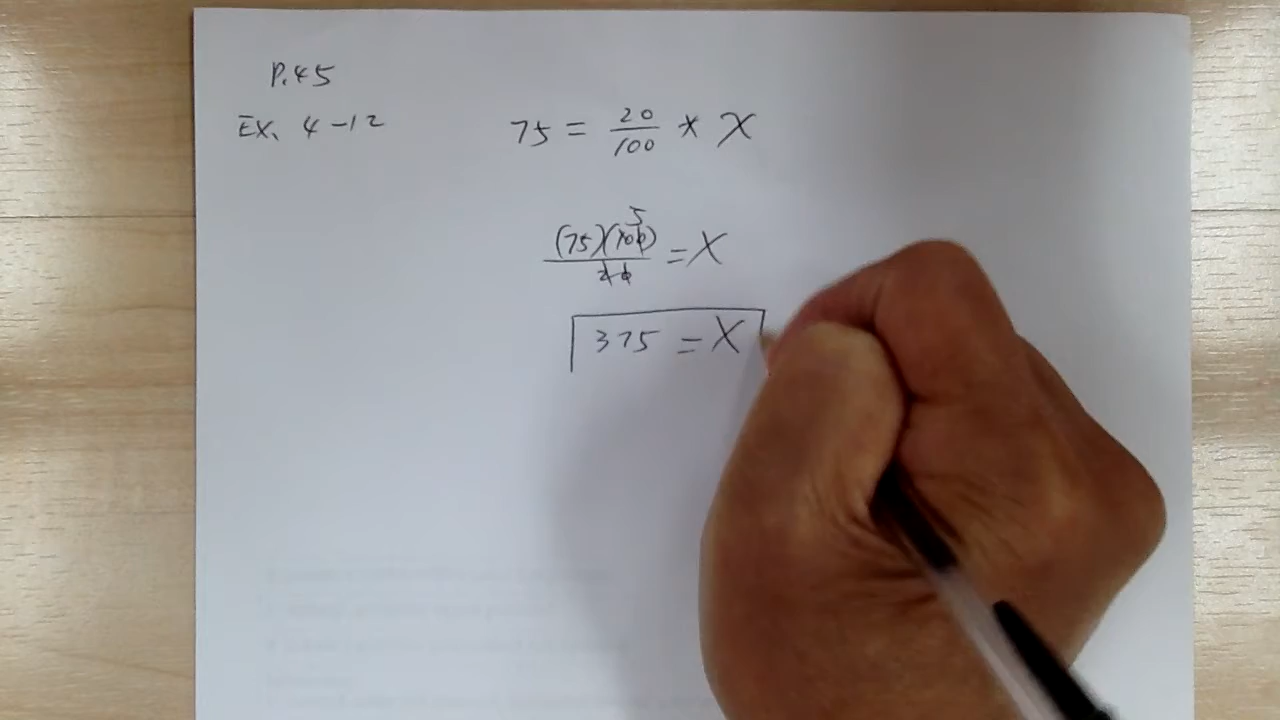 P.45
EX. 4-12
75 = 20/100 * X
(75)(100) 5 / 20 = X
375 = X